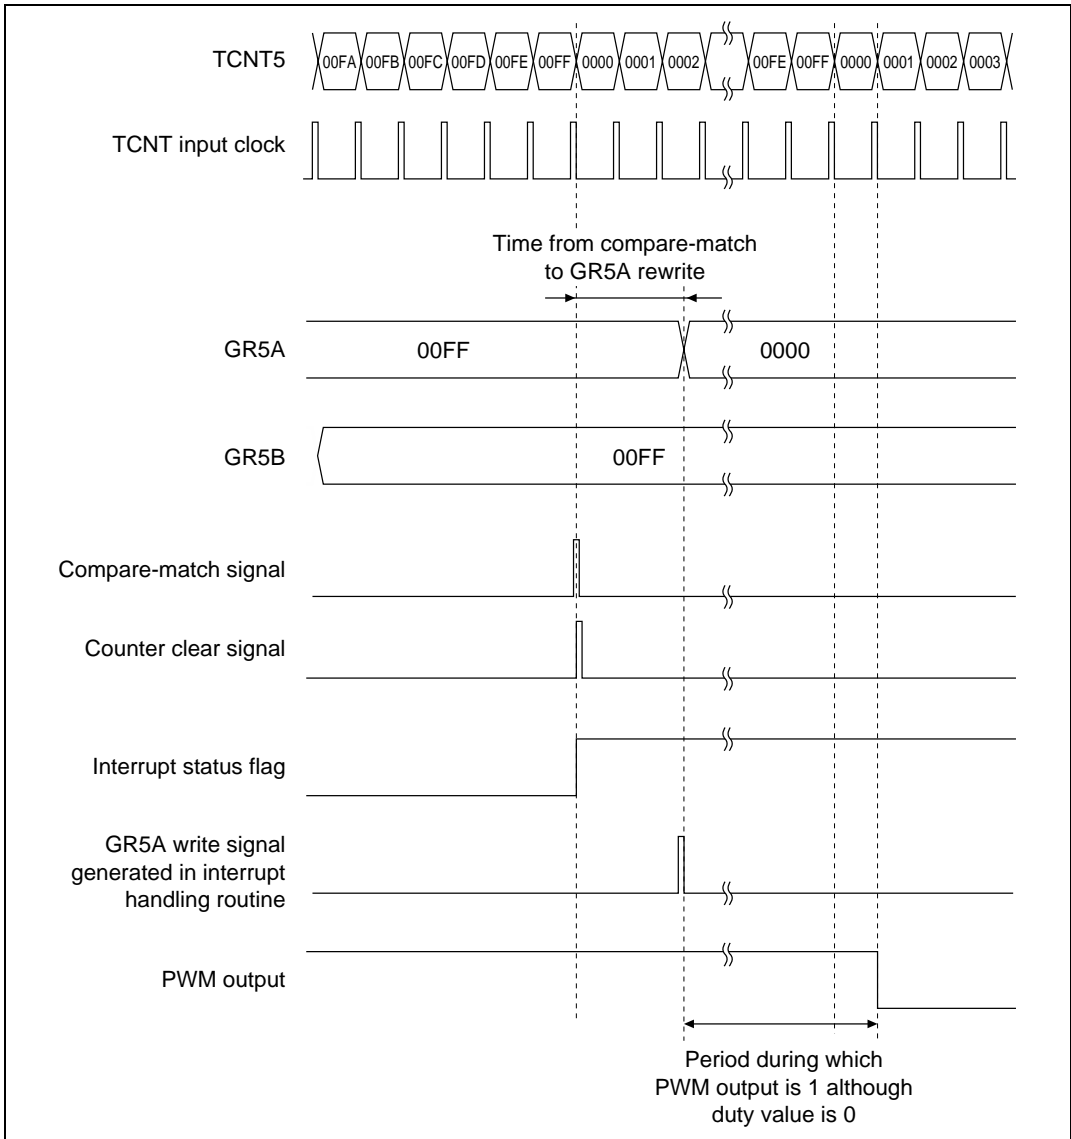 TCNT5
00FA 00FB 00FC 00FD 00FE 00FF 0000 0001 0002 00FE 00FF 0000 0001 0002 0003
TCNT input clock
Time from compare-match
to GR5A rewrite
GR5A
00FF
0000
GR5B
00FF
Compare-match signal
Counter clear signal
Interrupt status flag
GR5A write signal
generated in interrupt
handling routine
PWM output
Period during which
PWM output is 1 although
duty value is 0